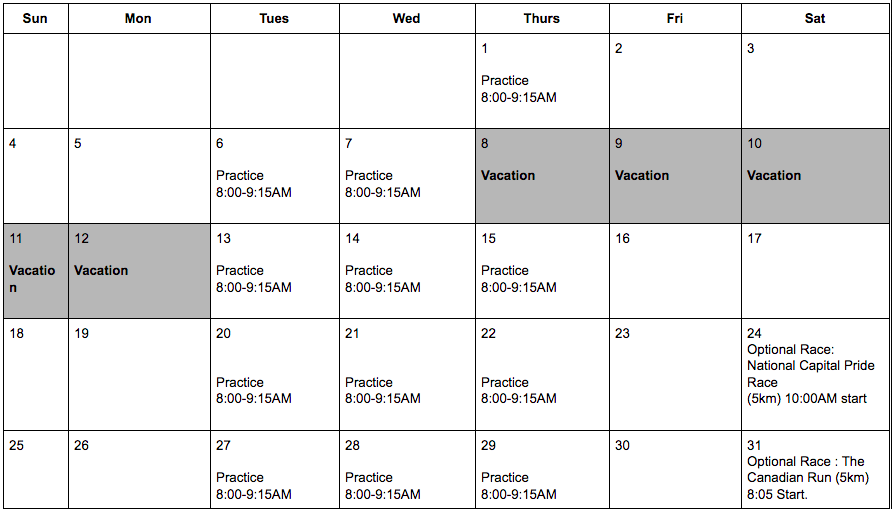 Sun Mon Tues Wed Thurs Fri Sat
1 2 3
Practice
8:00-9:15AM
4 5 6 7 8 9 10
Practice Practice Vacation Vacation Vacation
8:00-9:15AM 8:00-9:15AM
11 12 13 14 15 16 17
Vacatio Vacation Practice Practice Practice
n 8:00-9:15AM 8:00-9:15AM 8:00-9:15AM
18 19 20 21 22 23 24
Optional Race:
National Capital Pride
Practice Practice Practice Race
8:00-9:15AM 8:00-9:15AM 8:00-9:15AM (5km) 10:00AM start
25 26 27 28 29 30 31
Optional Race : The
Practice Practice Practice Canadian Run (5km)
8:00-9:15AM 8:00-9:15AM 8:00-9:15AM 8:05 Start.